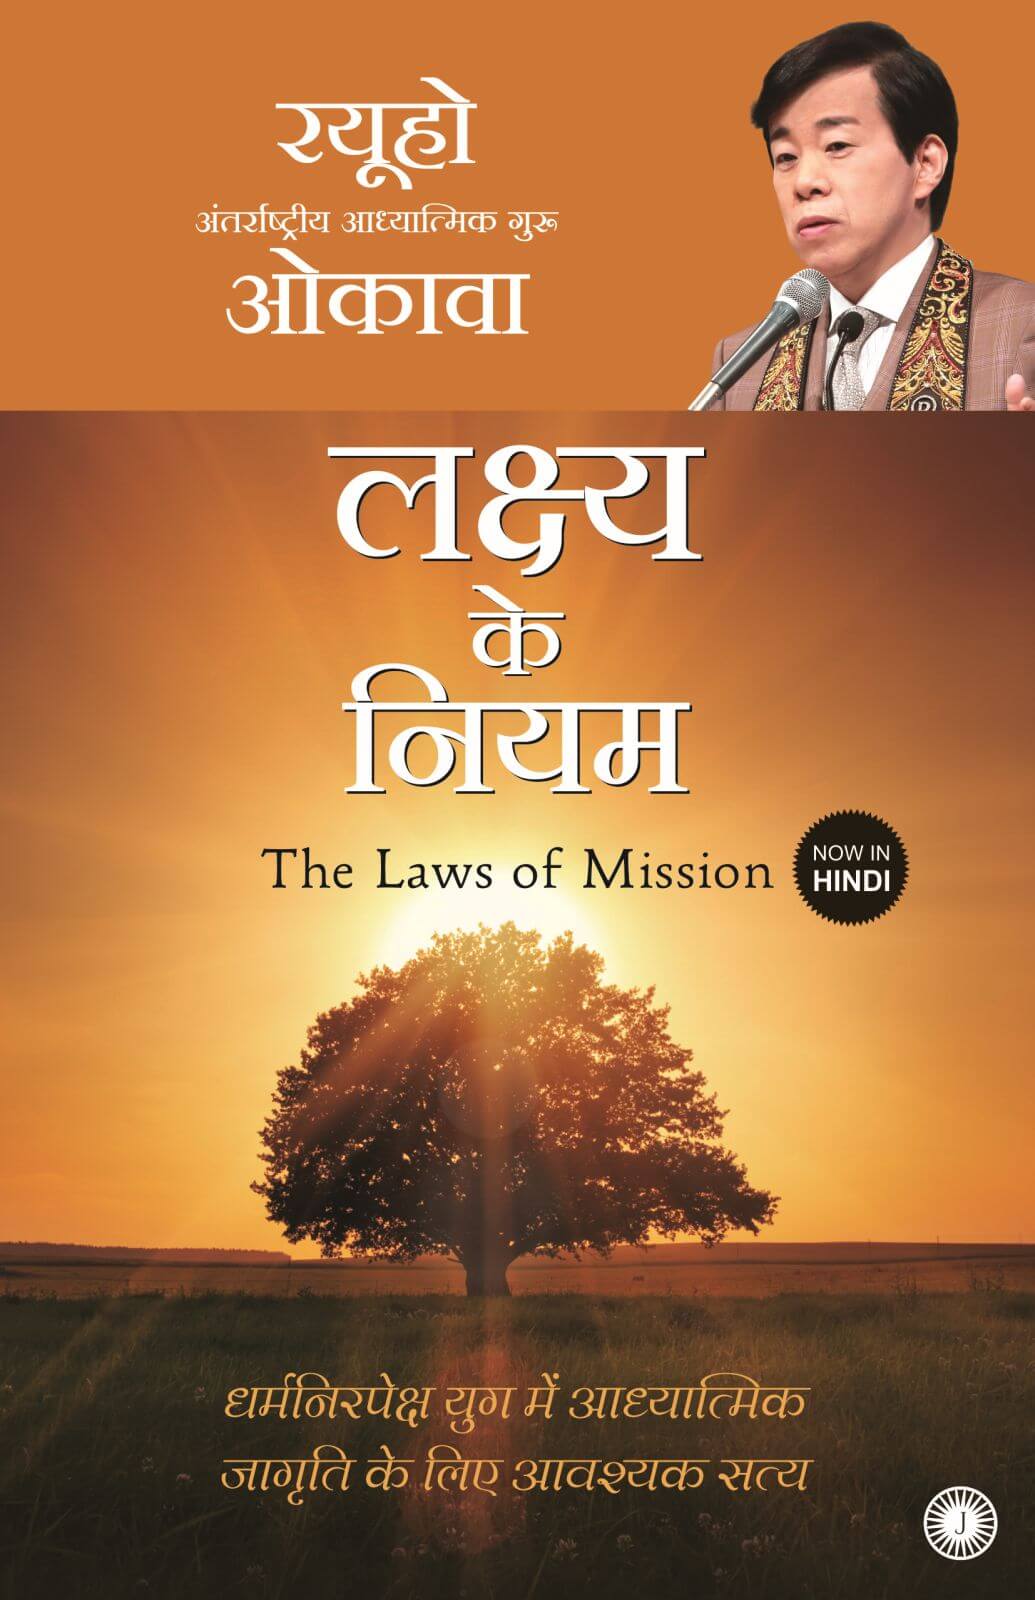 रयूहो
अंतर्राष्ट्रीय आध्यात्मिक गुरू
ओकावा
लक्ष्य
के
नियम
The Laws of Mission
NOW IN
HINDI
धर्मनिरपेक्ष युग में आध्यात्मिक
जागृति के लिए आवश्यक सत्य
J